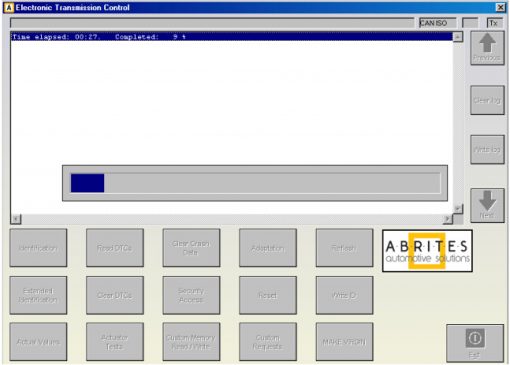 A Electronic Transmission Control
CAN ISO
Tx
Time elapsed: 00:27. Completed: 9 %
Previous
Clear log
Write log
Next
Identification
Read DTCs
Clear Crash Data
Adaptation
Reflash
Extended Identification
Clear DTCs
Security Access
Reset
Write ID
Actual Values
Actuator Tests
Custom Memory Read / Write
Custom Requests
MAKE VIRGIN
ABRITES
automotive solutions
Exit